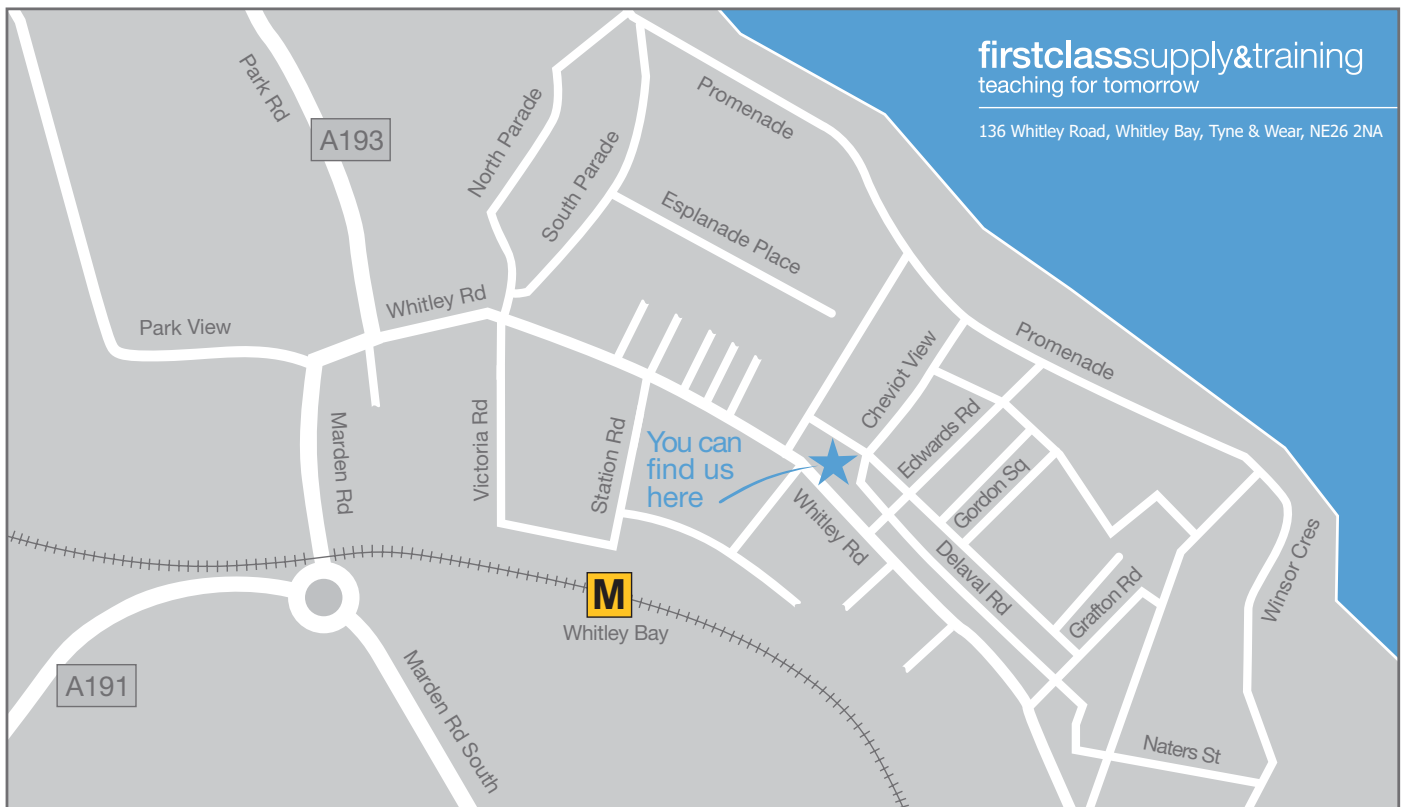 firstclasssupply&training
teaching for tomorrow
136 Whitley Road, Whitley Bay, Tyne & Wear, NE26 2NA
Park Rd
A193
North Parade
South Parade
Promenade
Esplanade Place
Whitley Rd
Park View
Cheviot View
Promenade
Marden Rd
Victoria Rd
Station Rd
You can
find us
here
Edwards Rd
Gordon Sq
Whitley Rd
Delaval Rd
Grafton Rd
Winsor Cres
M
Whitley Bay
A191
Marden Rd South
Naters St